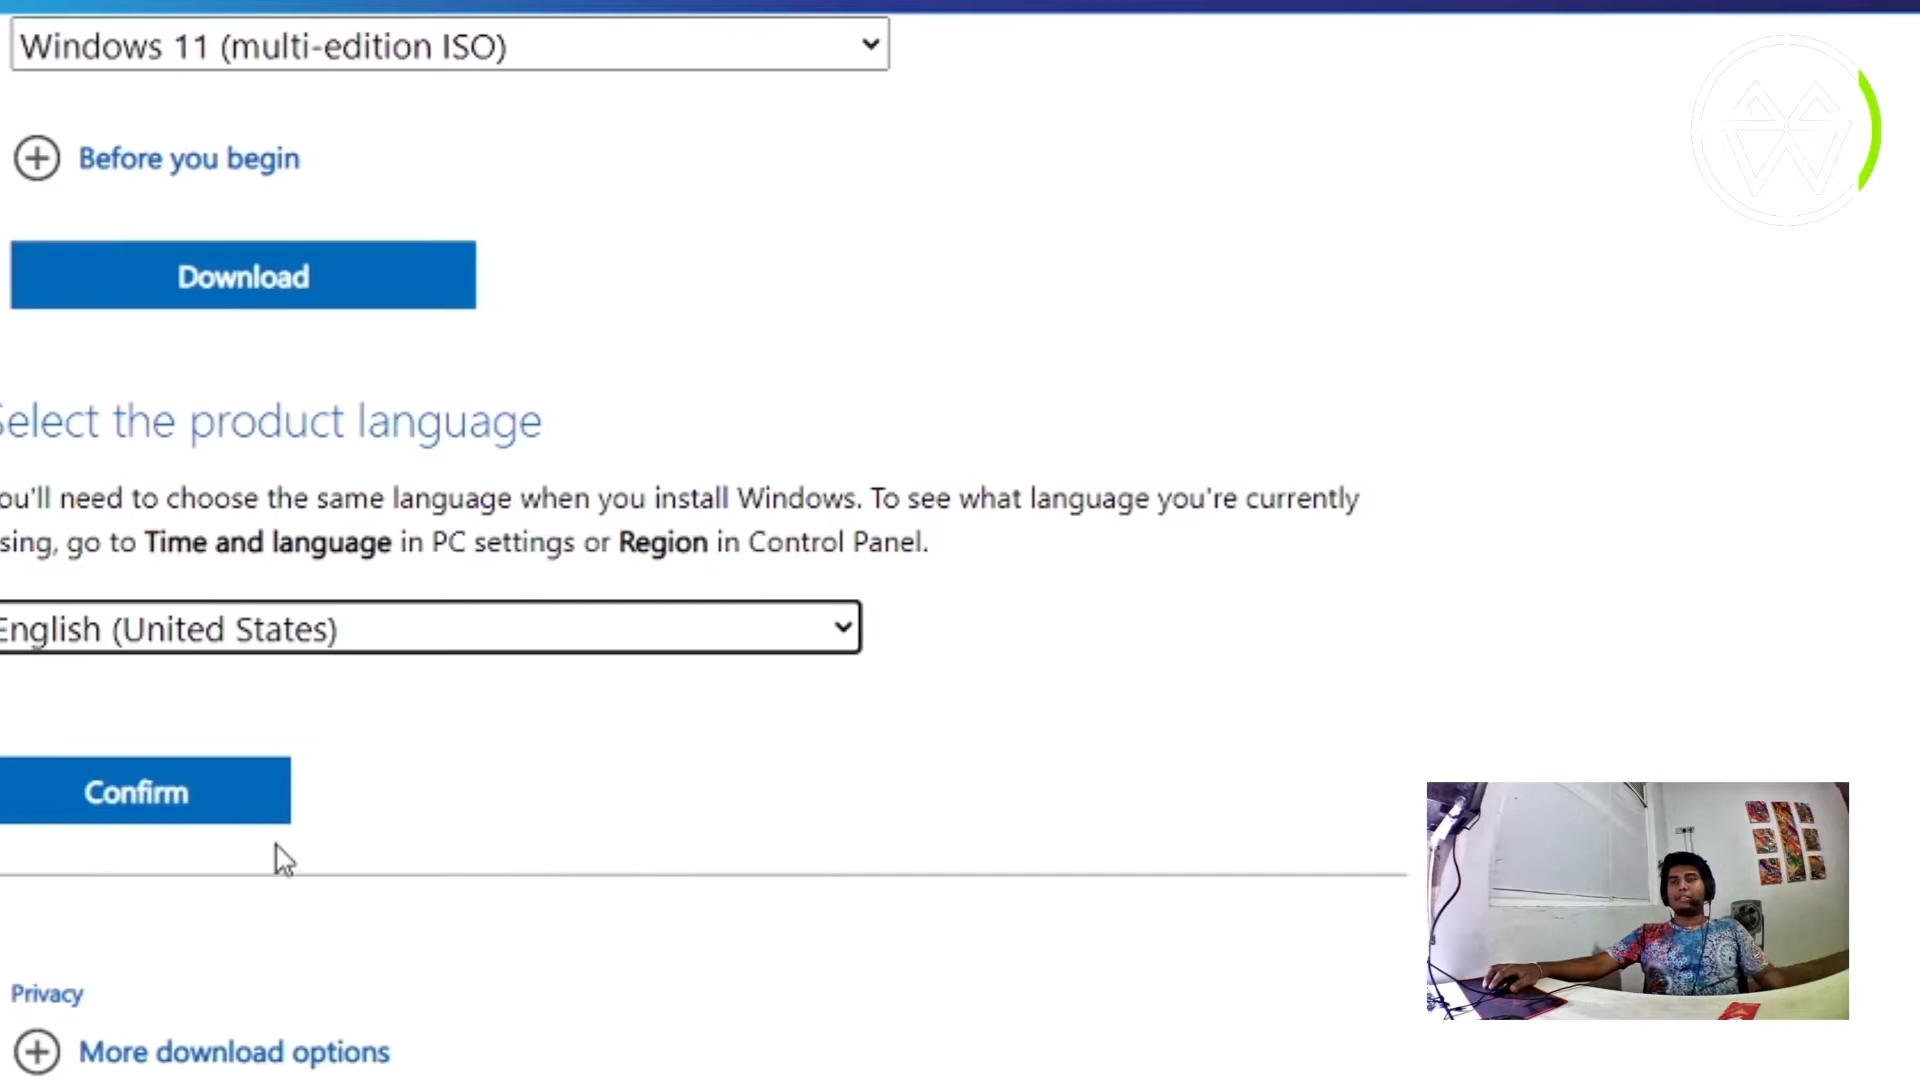 Windows 11 (multi-edition ISO)
Before you begin
Download
Select the product language
ou'll need to choose the same language when you install Windows. To see what language you're currently
sing, go to Time and language in PC settings or Region in Control Panel.
English (United States)
Confirm
Privacy
More download options